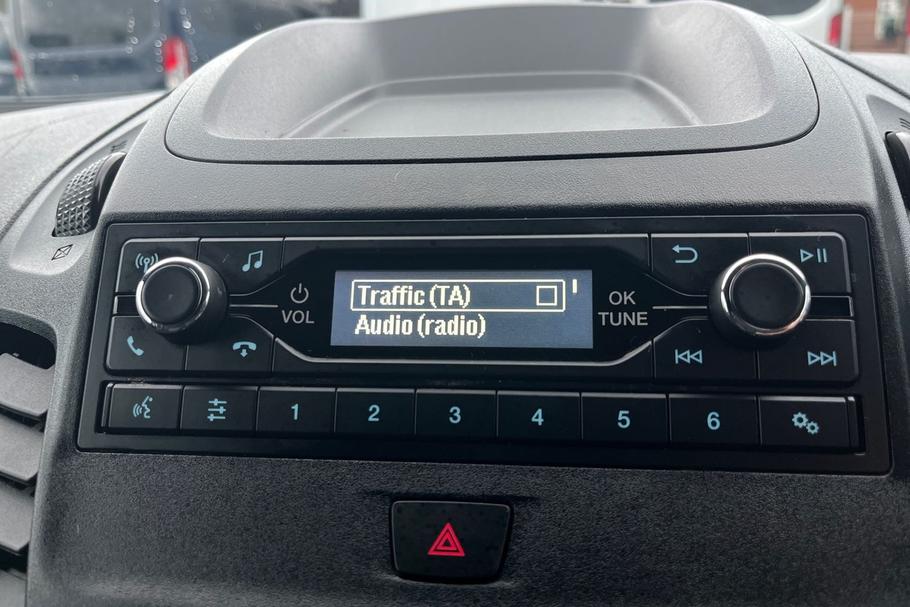 Traffic (TA)
Audio (radio)
VOL
OK
TUNE
1
2
3
4
5
6